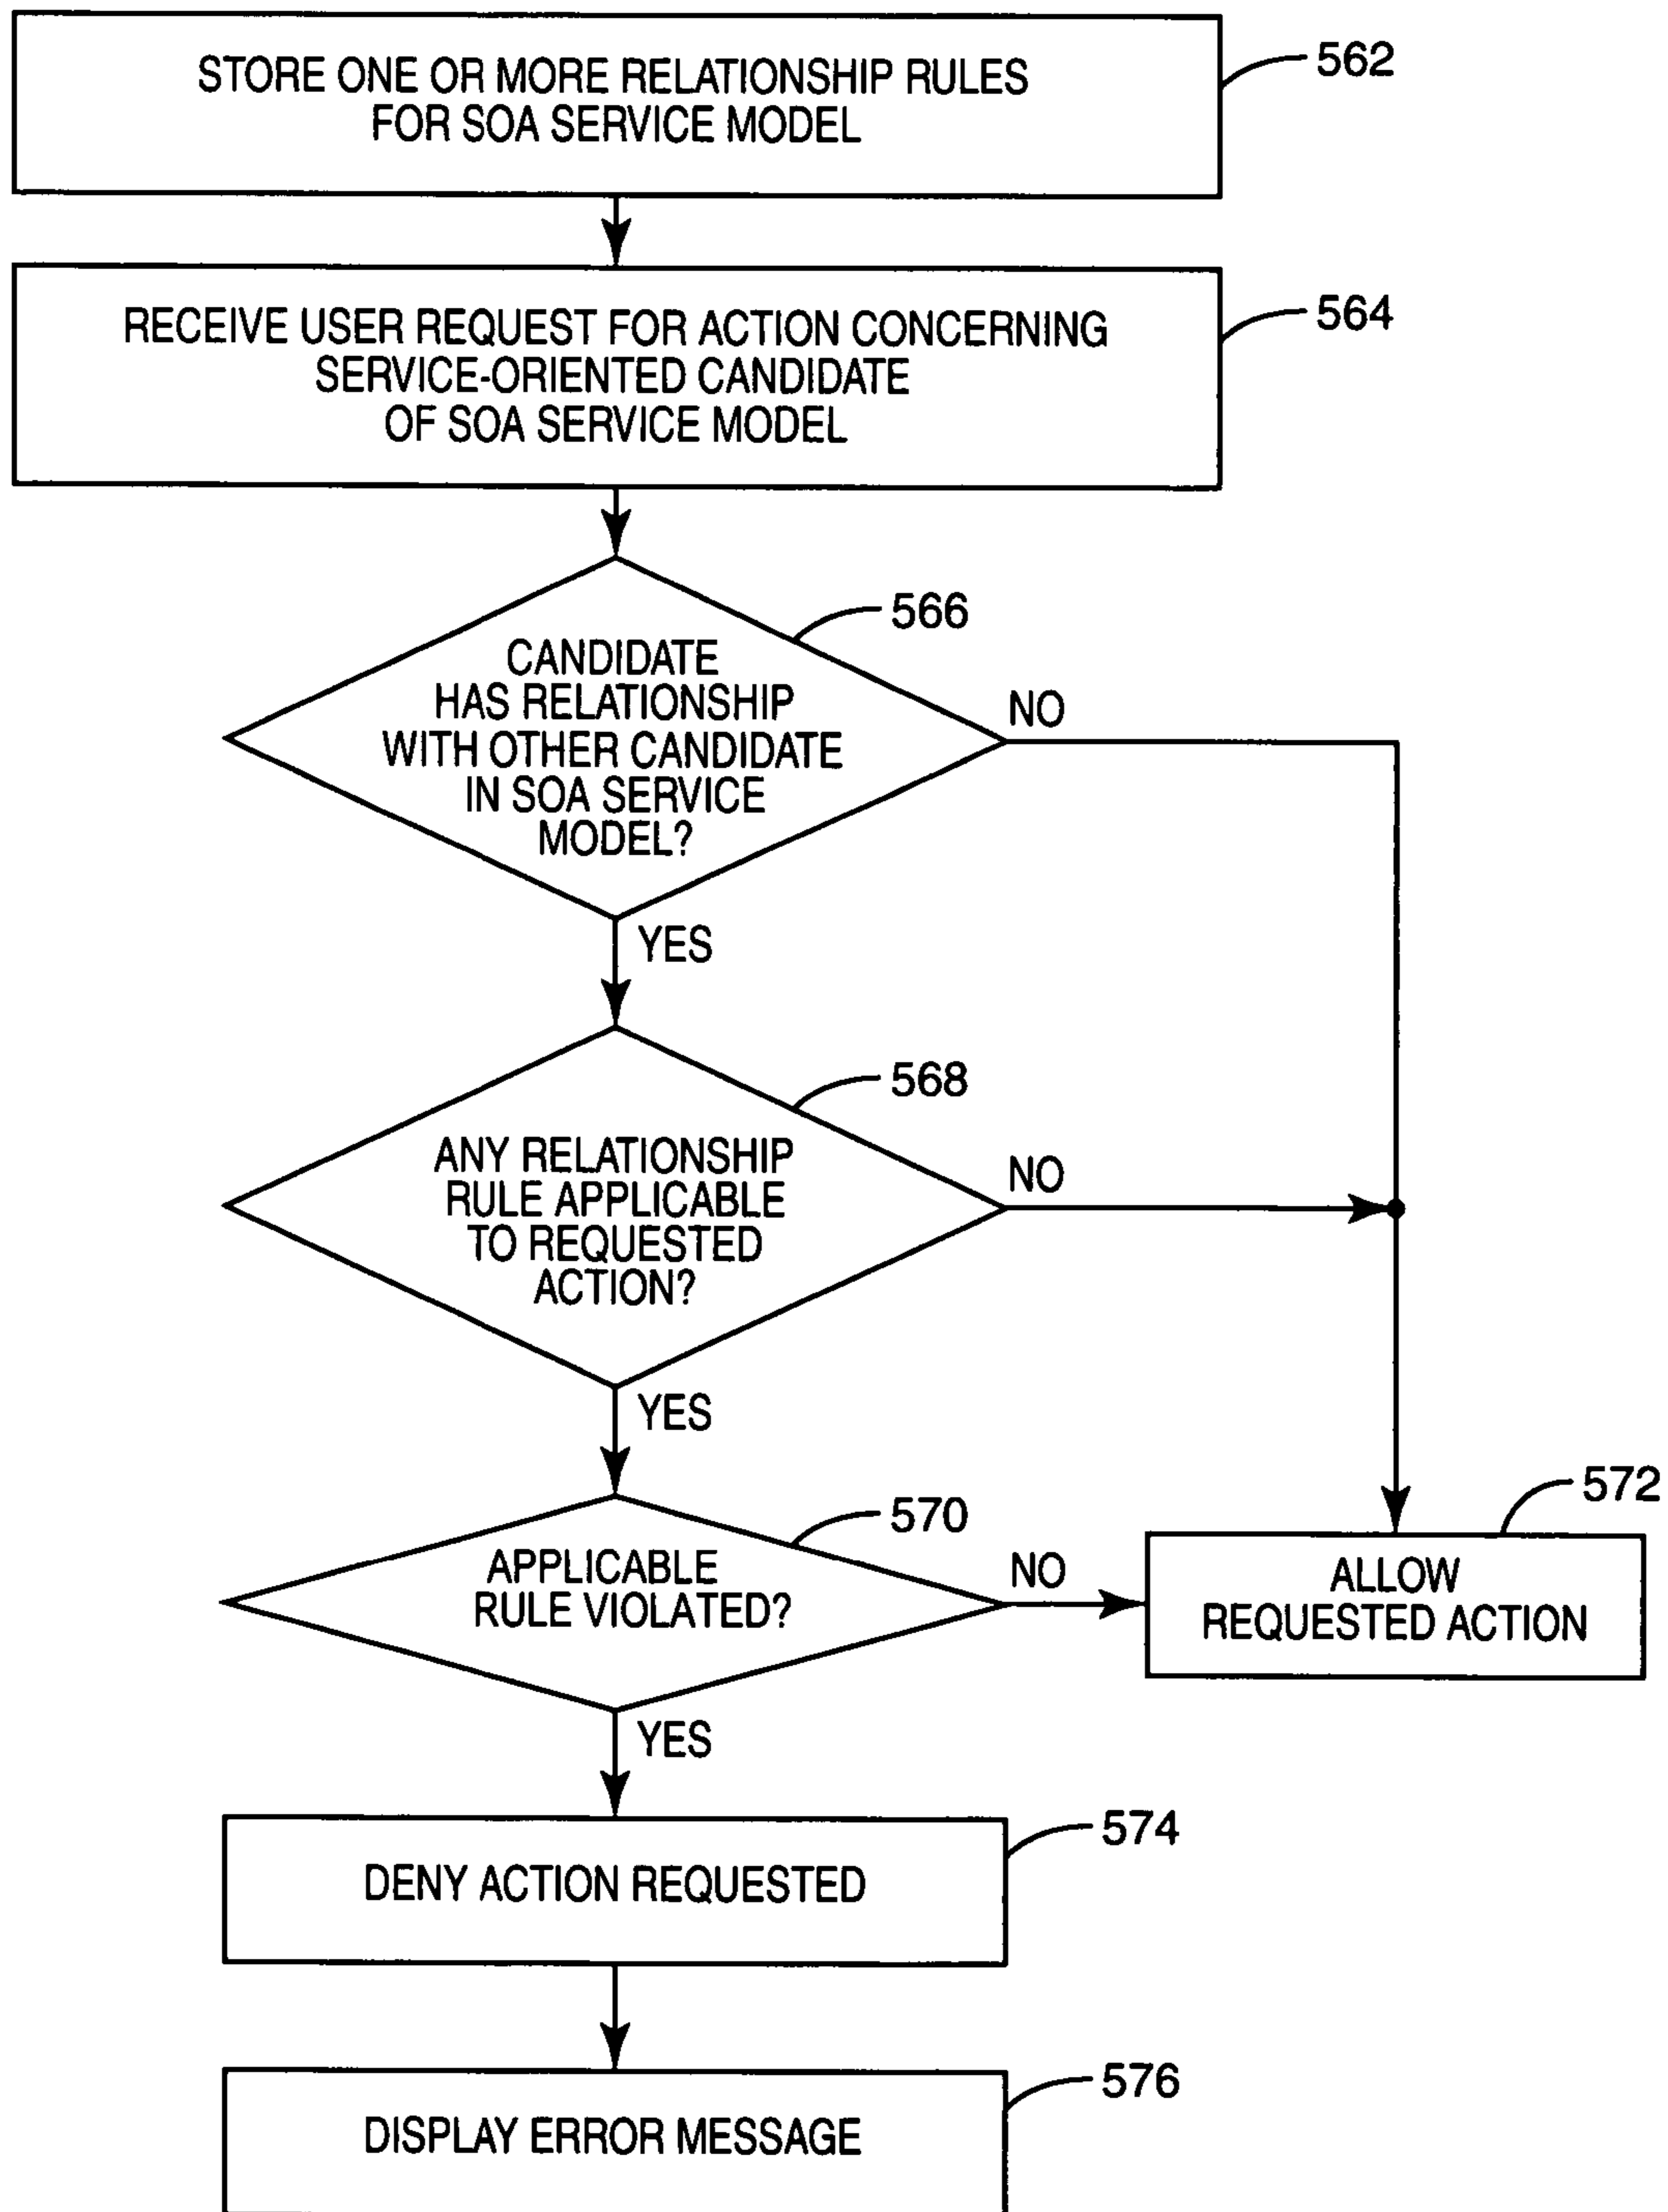 STORE ONE OR MORE RELATIONSHIP RULES
FOR SOA SERVICE MODEL
562
RECEIVE USER REQUEST FOR ACTION CONCERNING
SERVICE-ORIENTED CANDIDATE
OF SOA SERVICE MODEL
564
566
CANDIDATE
HAS RELATIONSHIP
WITH OTHER CANDIDATE
IN SOA SERVICE
MODEL?
NO
YES
568
ANY RELATIONSHIP
RULE APPLICABLE
TO REQUESTED
ACTION?
NO
YES
570
APPLICABLE
RULE VIOLATED?
NO
572
ALLOW
REQUESTED ACTION
YES
574
DENY ACTION REQUESTED
576
DISPLAY ERROR MESSAGE